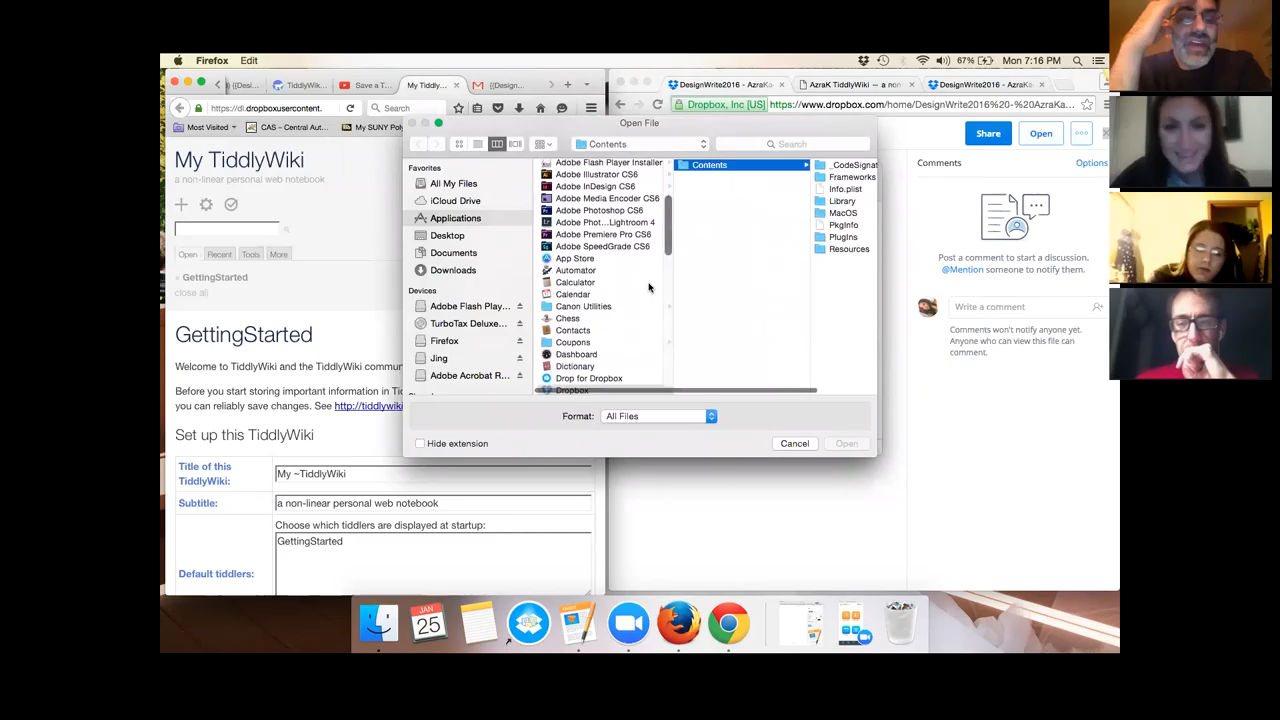 Firefox Edit
67% Mon 7:16 PM
{{Desi TiddlyWik... Save a T My Tiddly... {{Design...
https://dl.dropboxusercontent. Search
Most Visited CAS – Central Aut... My SUNY Pol
My TiddlyWiki
a non-linear personal web notebook
Open Recent Tools More
« GettingStarted
close all
GettingStarted
Welcome to TiddlyWiki and the TiddlyWiki commun
Before you start storing important information in Ti
you can reliably save changes. See http://tiddlywiki
Set up this TiddlyWiki
Title of this
TiddlyWiki:
My ~TiddlyWiki
Subtitle:
a non-linear personal web notebook
Choose which tiddlers are displayed at startup:
GettingStarted
Default tiddlers:
Open File
Contents
Search
Favorites
All My Files
iCloud Drive
Applications
Desktop
Documents
Downloads
Devices
Adobe Flash Play...
TurboTax Deluxe...
Firefox
Jing
Adobe Acrobat R...
Adobe Flash Player Installer
Adobe Illustrator CS6
Adobe InDesign CS6
Adobe Media Encoder CS6
Adobe Photoshop CS6
Adobe Phot...Lightroom 4
Adobe Premiere Pro CS6
Adobe SpeedGrade CS6
App Store
Automator
Calculator
Calendar
Canon Utilities
Chess
Contacts
Coupons
Dashboard
Dictionary
Drop for Dropbox
Dropbox
Contents
_CodeSignat
Frameworks
Info.plist
Library
MacOS
PkgInfo
PlugIns
Resources
Format: All Files
Hide extension
Cancel Open
DesignWrite2016 - AzraKa AzraK TiddlyWiki — a non DesignWrite2016 - AzraKa
Dropbox, Inc [US] https://www.dropbox.com/home/DesignWrite2016%20-%20AzraKa...
Share Open
Comments Options
Post a comment to start a discussion.
@Mention someone to notify them.
Write a comment
Comments won't notify anyone yet.
Anyone who can view this file can
comment.
JAN
25